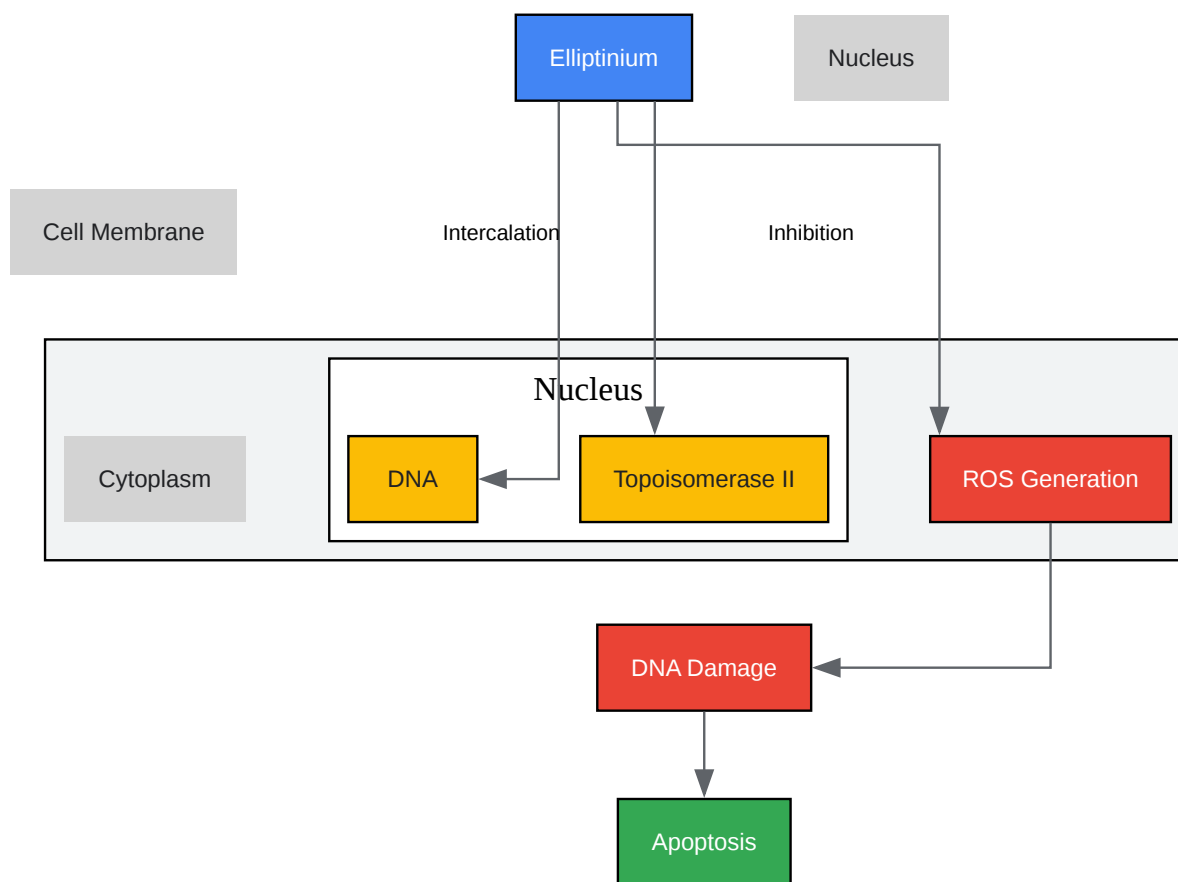 Elliptinium
Nucleus
Cell Membrane
Intercalation
Inhibition
Nucleus
Cytoplasm
DNA
Topoisomerase II
ROS Generation
DNA Damage
Apoptosis